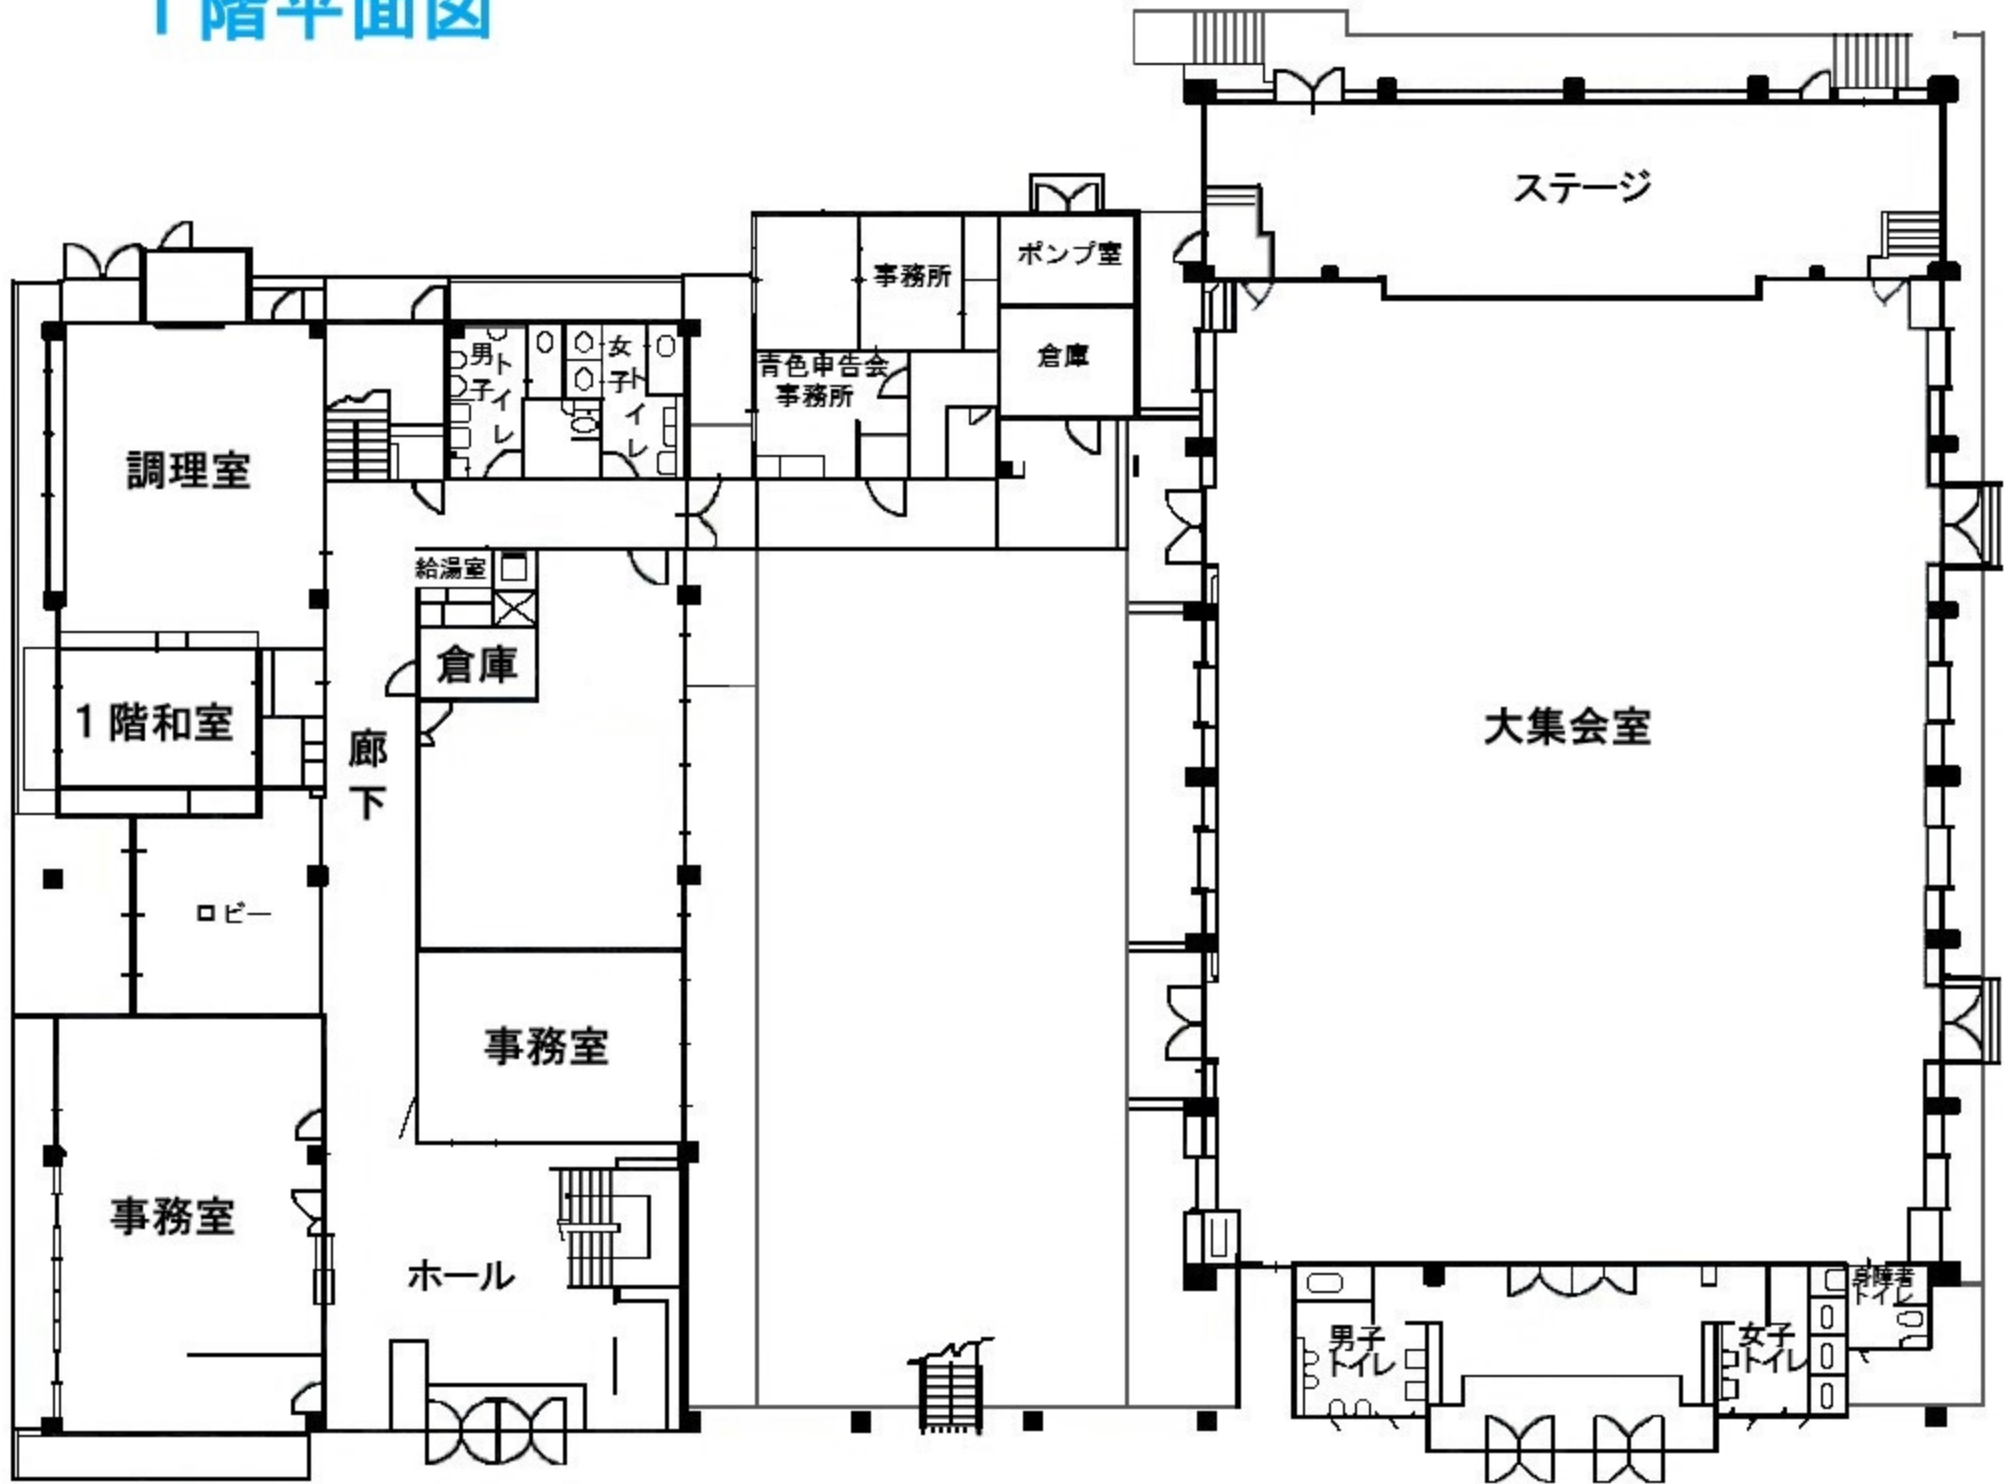 1階平面図
ステージ
ポンプ室
事務所
倉庫
青色申告会
事務所
男子
トイレ
女子
トイレ
調理室
給湯室
倉庫
1階和室
廊下
大集会室
ロビー
事務室
事務室
ホール
身障者
トイレ
男子
トイレ
女子
トイレ